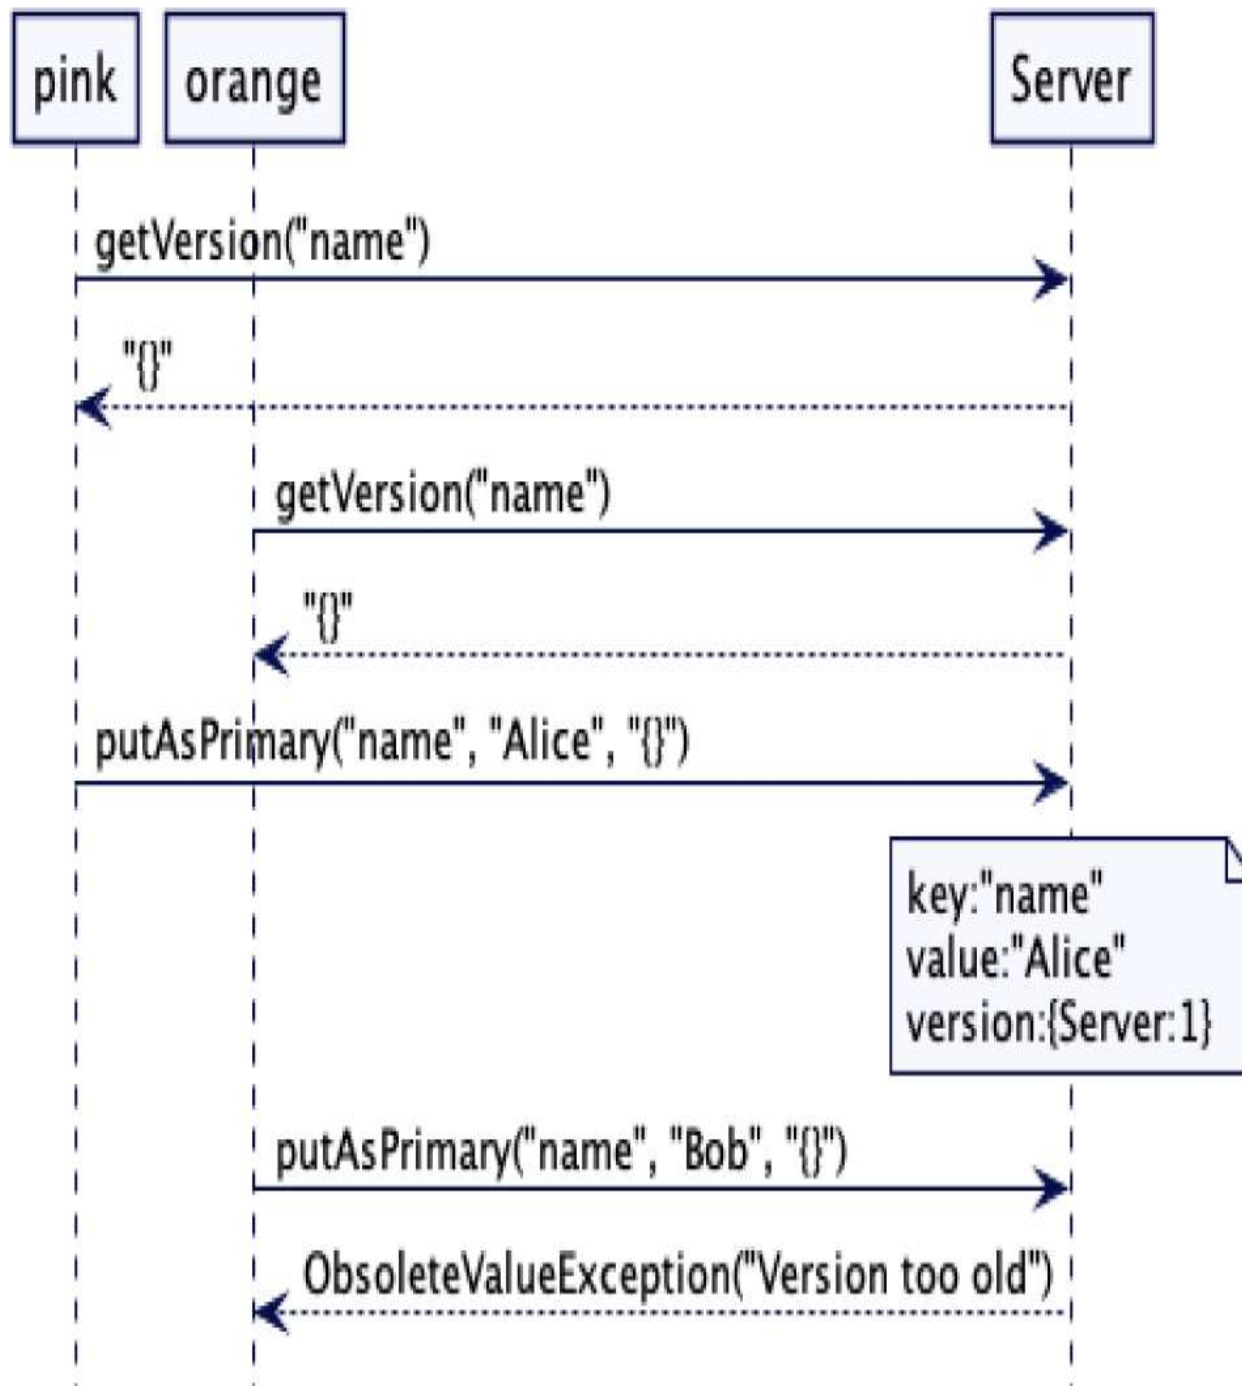 pink
orange
Server
getVersion("name")
"{}"
getVersion("name")
"{}"
putAsPrimary("name", "Alice", "{}")
key:"name"
value:"Alice"
version:{Server:1}
putAsPrimary("name", "Bob", "{}")
ObsoleteValueException("Version too old")